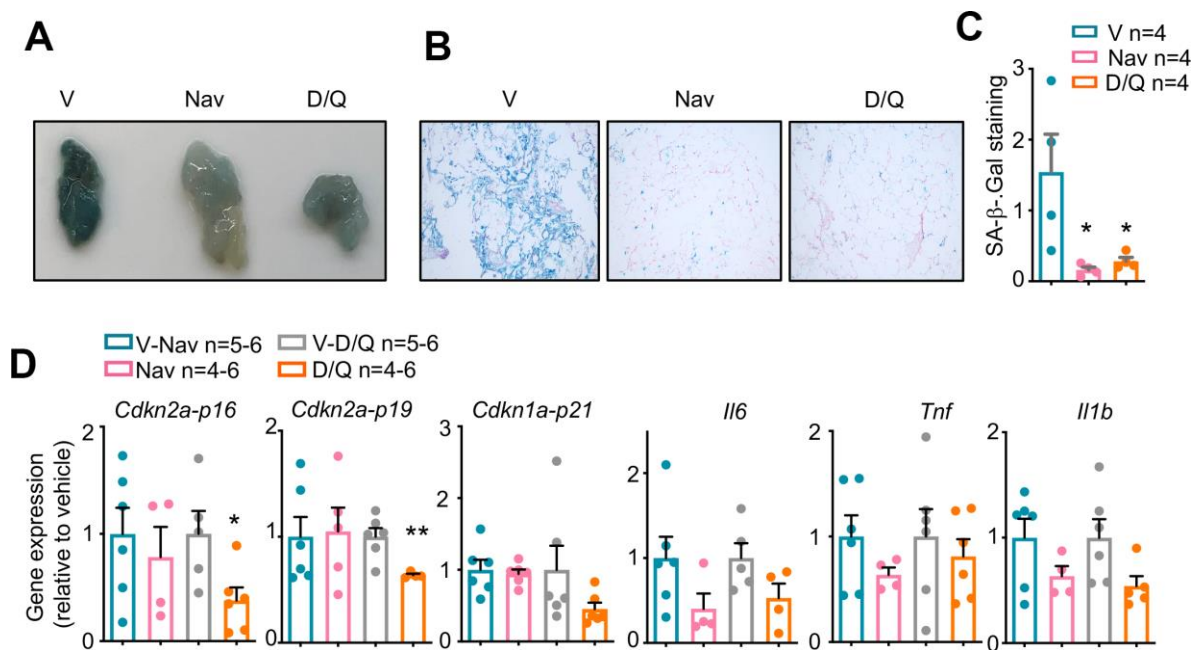 A
V Nav D/Q
B
V Nav D/Q
C
V n=4
Nav n=4
D/Q n=4
SA-β-.Gal staining
3
2
1
0
* *
V-Nav n=5-6 V-D/Q n=5-6
Nav n=4-6 D/Q n=4-6
D
Cdkn2a-p16 Cdkn2a-p19 Cdkn1a-p21 Il6 Tnf Il1b
Gene expression
(relative to vehicle)
2
1
0
*
2
1
0
**
3
2
1
0
2
1
0
2
1
0
2
1
0